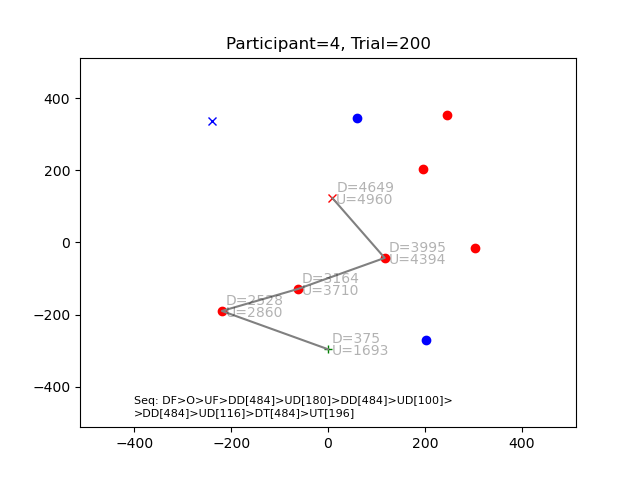 Participant=4, Trial=200
400
200
0
−200
−400
D=4649
U=4960
D=3995
U=4394
D=3164
U=3710
D=2528
U=2860
D=375
U=1693
Seq: DF>O>UF>DD[484]>UD[180]>DD[484]>UD[100]>
>DD[484]>UD[116]>DT[484]>UT[196]
−400 −200 0 200 400